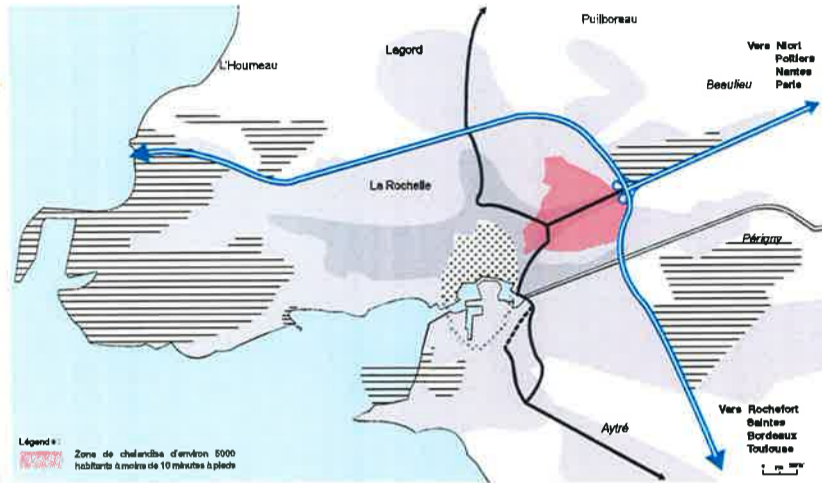 Puilboreau
Lagord
L'Houmeau
Vers Niort
Poitiers
Nantes
Paris
Beaulieu
La Rochelle
Périgny
Vers Rochefort
Saintes
Bordeaux
Toulouse
Aytré
Légende :
Zone de chalandise d'environ 5000
habitants à moins de 10 minutes à pieds